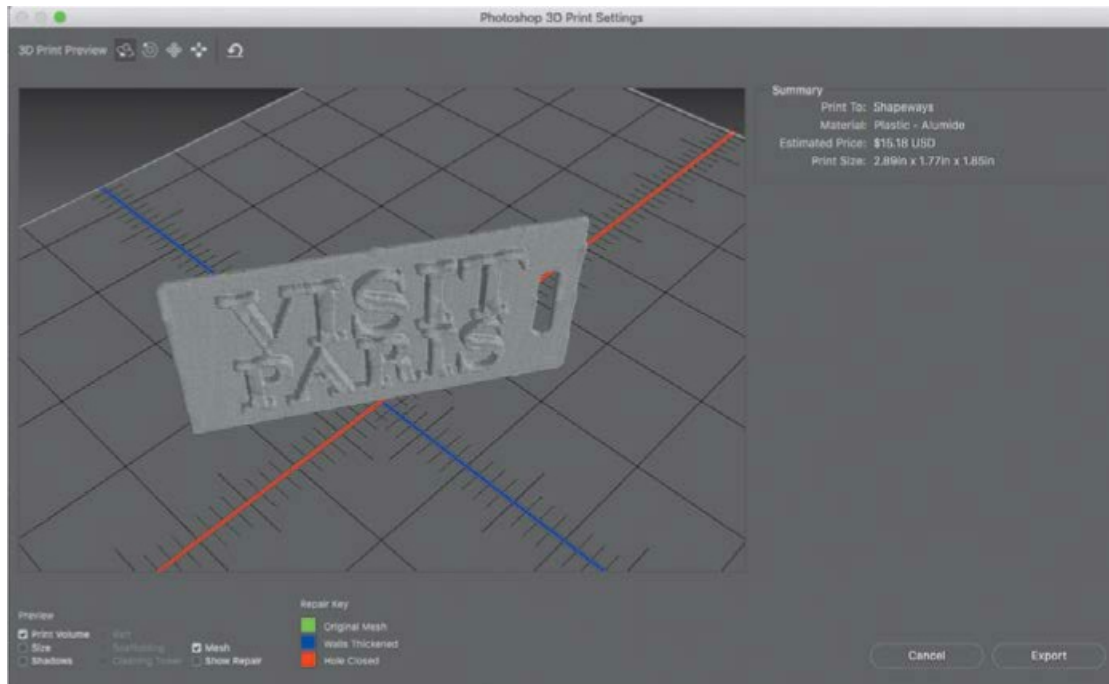 Photoshop 3D Print Settings
3D Print Preview
Summary
Print To: Shapeways
Material: Plastic - Alumide
Estimated Price: $15.18 USD
Print Size: 2.89in x 1.77in x 1.85in
VISIT
PARIS
Repair Key
Original Mesh
Walls Thickened
Hole Closed
Preview
Print Volume Raft
Size Scaffolding Mesh
Shadows Cleaning Tower Show Repair
Cancel Export